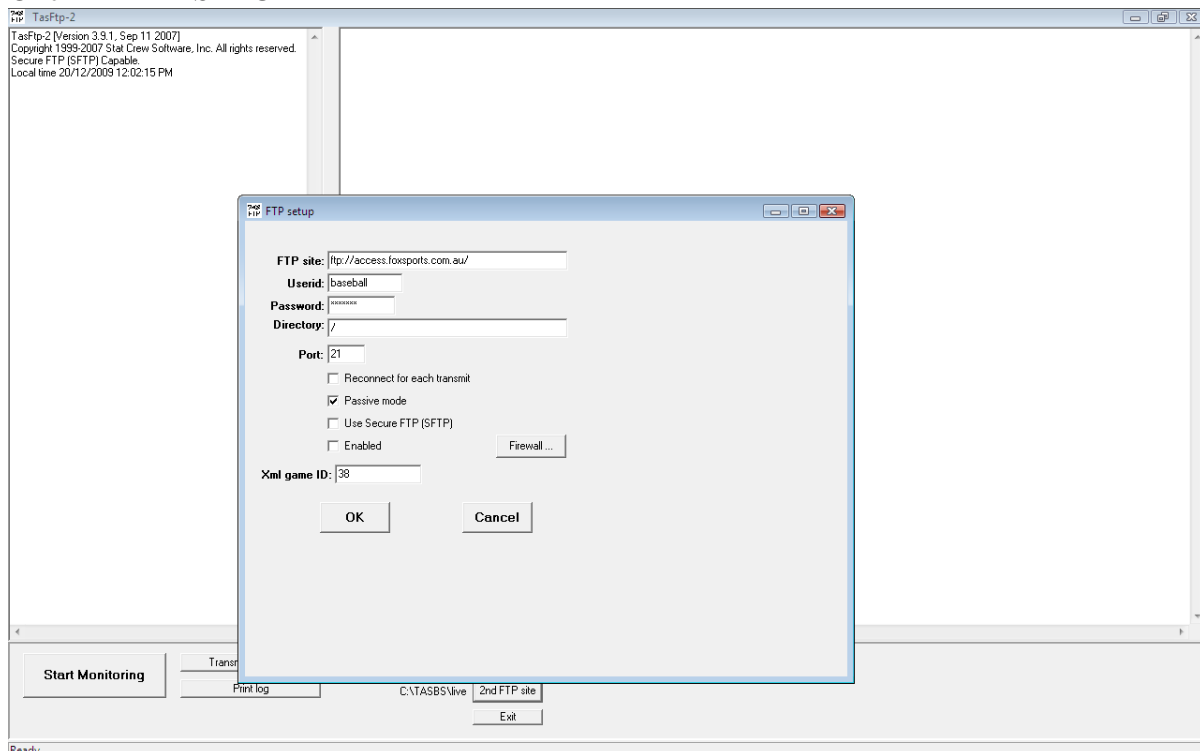 TAS FTP TasFtp-2
TasFtp-2 [Version 3.9.1, Sep 11 2007]
Copyright 1999-2007 Stat Crew Software, Inc. All rights reserved.
Secure FTP (SFTP) Capable.
Local time 20/12/2009 12:02:15 PM
FTP setup
FTP site: ftp://access.foxsports.com.au/
Userid: baseball
Password: *******
Directory: /
Port: 21
Reconnect for each transmit
Passive mode
Use Secure FTP (SFTP)
Enabled Firewall ...
Xml game ID: 38
OK Cancel
Start Monitoring
Print log C:\TASBS\live 2nd FTP site
Exit
Ready